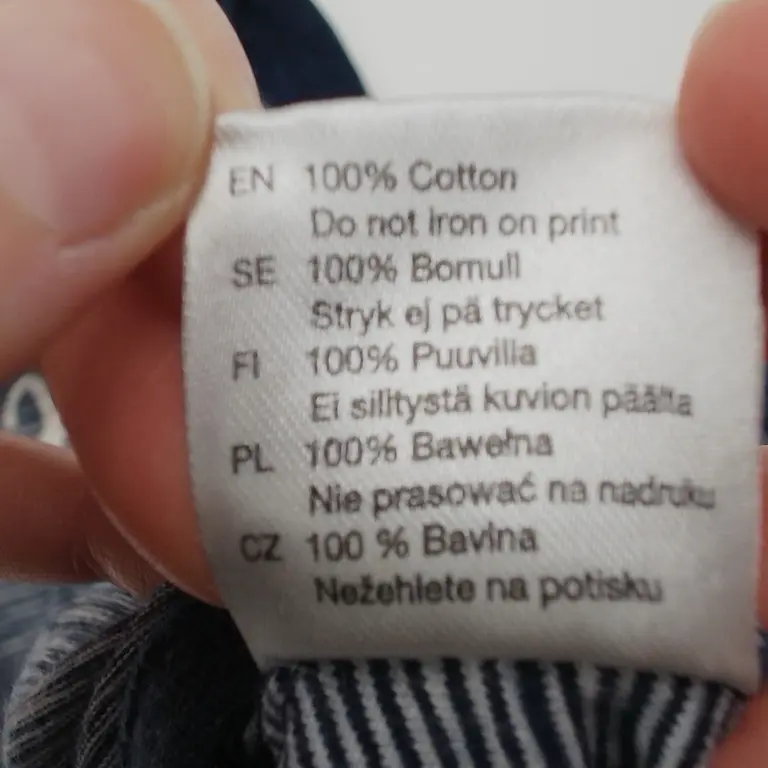 EN 100% Cotton
Do not iron on print
SE 100% Bomull
Stryk ej på trycket
FI 100% Puuvilla
Ei silitystä kuvion päältä
PL 100% Bawełna
Nie prasować na nadruku
CZ 100 % Bavlna
Nežehlete na potisku